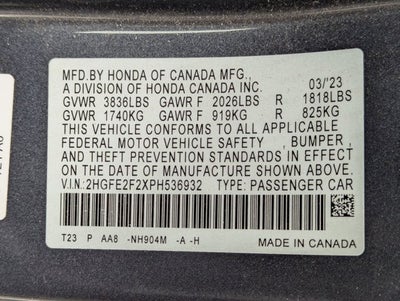 MFD.BY HONDA OF CANADA MFG.,
A DIVISION OF HONDA CANADA INC. 03/'23
GVWR 3836LBS GAWR F 2026LBS R 1818LBS
GVWR 1740KG GAWR F 919KG R 825KG
THIS VEHICLE CONFORMS TO ALL APPLICABLE
FEDERAL MOTOR VEHICLE SAFETY , BUMPER,
AND THEFT PREVENTION STANDARDS IN EFFECT
ON THE DATE OF MANUFACTURE SHOWN ABOVE.
V.I.N:2HGFE2F2XPH536932 TYPE:PASSENGER CAR
T23 P AA8 -NH904M -A -H
MADE IN CANADA